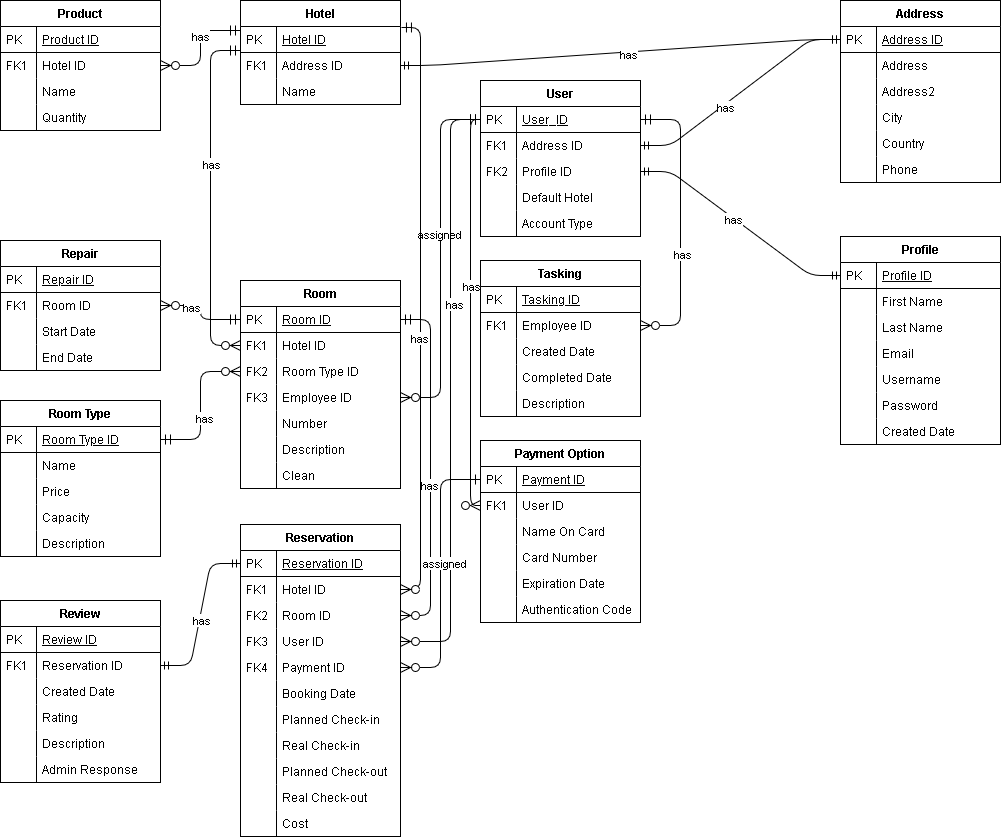 Product
PK Product ID
FK1 Hotel ID
Name
Quantity
has
Hotel
PK Hotel ID
FK1 Address ID
Name
has
Address
PK Address ID
Address
Address2
City
Country
Phone
User
PK User_ID
FK1 Address ID
FK2 Profile ID
Default Hotel
Account Type
has
has
has
assigned
has
Profile
PK Profile ID
First Name
Last Name
Email
Username
Password
Created Date
Repair
PK Repair ID
FK1 Room ID
Start Date
End Date
has
Room
PK Room ID
FK1 Hotel ID
FK2 Room Type ID
FK3 Employee ID
Number
Description
Clean
has
has
has
Tasking
PK Tasking ID
FK1 Employee ID
Created Date
Completed Date
Description
Room Type
PK Room Type ID
Name
Price
Capacity
Description
has
has
Payment Option
PK Payment ID
FK1 User ID
Name On Card
Card Number
Expiration Date
Authentication Code
assigned
Reservation
PK Reservation ID
FK1 Hotel ID
FK2 Room ID
FK3 User ID
FK4 Payment ID
Booking Date
Planned Check-in
Real Check-in
Planned Check-out
Real Check-out
Cost
has
Review
PK Review ID
FK1 Reservation ID
Created Date
Rating
Description
Admin Response